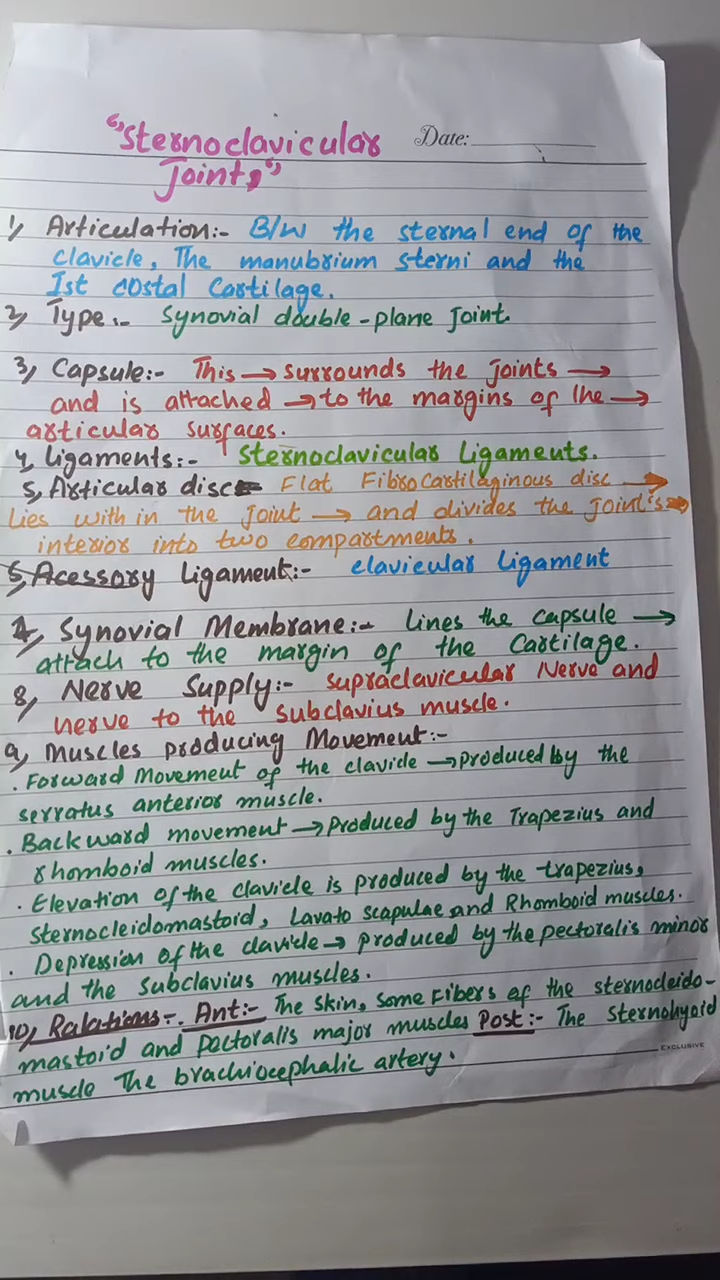 "Sternoclavicular
Date:
Joint,"
1) Articulation:- B/W the sternal end of the
clavicle, The manubrium sterni and the
Ist costal Cartilage.
2) Type:- Synovial double-plane Joint.
3) Capsule:- This → surrounds the joints →
and is attached → to the margins of the →
articular surfaces.
4) Ligaments:- Sternoclavicular Ligaments.
5, Articular disc:- Flat Fibrocartilaginous disc →
Lies with in the joint → and divides the joint's →
interior into two compartments.
5, Acessory Ligament:- clavicular Ligament
7, Synovial Membrane:- Lines the capsule →
attach to the margin of the Cartilage.
8, Nerve Supply:- supraclavicular Nerve and
nerve to the subclavius muscle.
9, Muscles producing Movement:-
. Forward Movement of the clavicle → produced by the
serratus anterior muscle.
. Backward movement → Produced by the Trapezius and
rhomboid muscles.
. Elevation of the clavicle is produced by the trapezius,
Sternocleidomastoid, Lavato scapulae, and Rhomboid muscles.
. Depression of the clavicle → produced by the pectoralis minor
and the subclavius muscles.
10) Ralations:-. Ant:- The skin, some Fibers of the sternocleido-
mastoid and pectoralis major muscles Post:- The Sternohyoid
muscle The brachiocephalic artery.
EXCLUSIVE